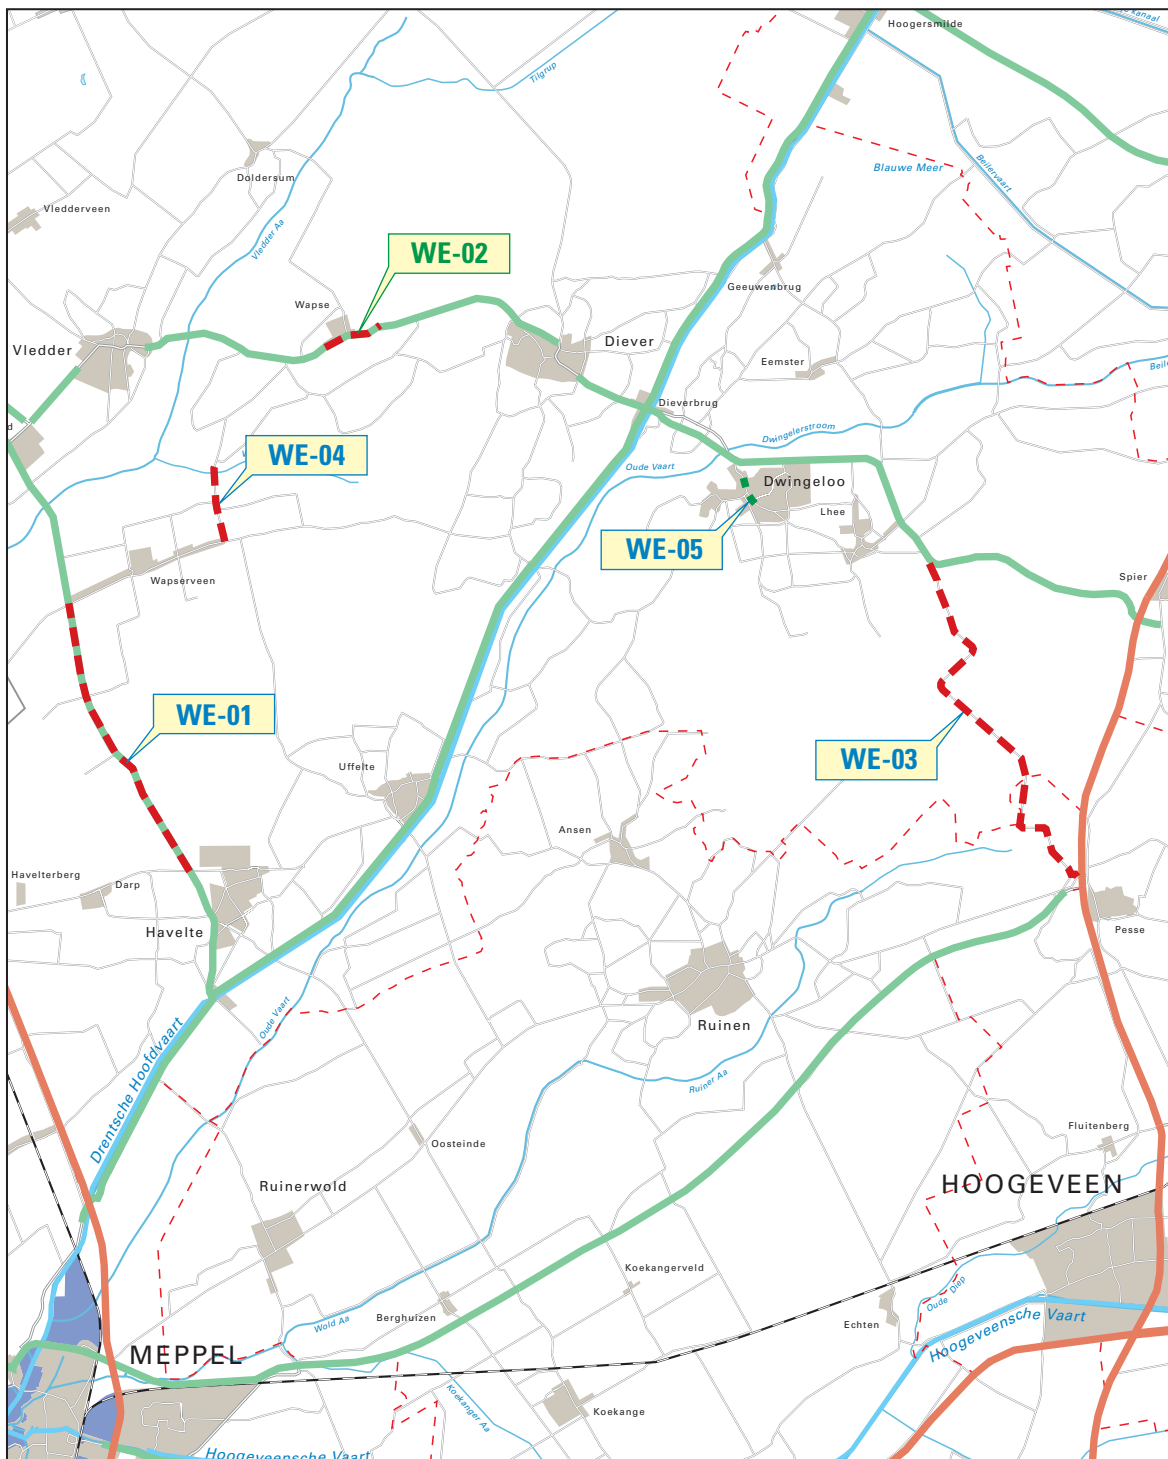 Hoogersmilde
kanaal
Tilgrup
Beilervaart
Blauwe Meer
Doldersum
Vledderveen
Vledder Aa
WE-02
Geeuwenbrug
Wapse
Vledder
Diever
Eemster
Beile
Dieverbrug
d
Dwingelerstroom
W
WE-04
Oude Vaart
Dwingeloo
Lhee
WE-05
Wapserveen
Spier
WE-01
WE-03
Uffelte
Ansen
Havelterberg
Darp
Havelte
Pesse
Oude Vaart
Ruinen
Drentsche Hoofdvaart
Ruiner Aa
Fluitenberg
Oosteinde
Ruinerwold
HOOGEVEEN
Koekangerveld
Oude Diep
Berghuizen
Wold Aa
Echten
Hoogeveensche Vaart
MEPPEL
Koekanger Aa
Koekange
Hoogeveensche Vaart